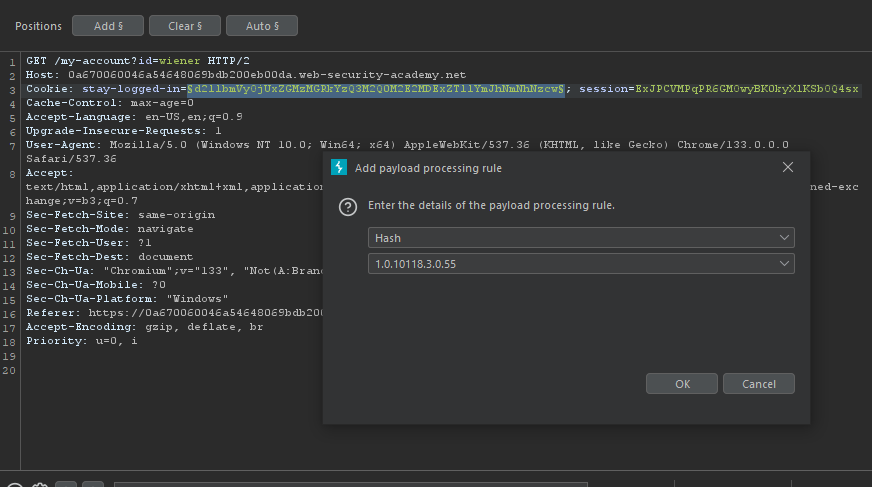 Positions Add § Clear § Auto §
1 GET /my-account?id=wiener HTTP/2
2 Host: 0a670060046a54648069bdb200eb00da.web-security-academy.net
3 Cookie: stay-logged-in= ; session=
4 Cache-Control: max-age=0
5 Accept-Language: en-US,en;q=0.9
6 Upgrade-Insecure-Requests: 1
7 User-Agent: Mozilla/5.0 (Windows NT 10.0; Win64; x64) AppleWebKit/537.36 (KHTML, like Gecko) Chrome/133.0.0.0
Safari/537.36
8 Accept:
text/html,application/xhtml+xml,application
ned-exc
hange;v=b3;q=0.7
9 Sec-Fetch-Site: same-origin
10 Sec-Fetch-Mode: navigate
11 Sec-Fetch-User: ?1
12 Sec-Fetch-Dest: document
13 Sec-Ch-Ua: "Chromium";v="133", "Not(A:Bran
14 Sec-Ch-Ua-Mobile: ?0
15 Sec-Ch-Ua-Platform: "Windows"
16 Referer: https://0a670060046a54648069bdb200
17 Accept-Encoding: gzip, deflate, br
18 Priority: u=0, i
19
20
Add payload processing rule
Enter the details of the payload processing rule.
Hash
1.0.10118.3.0.55
OK Cancel